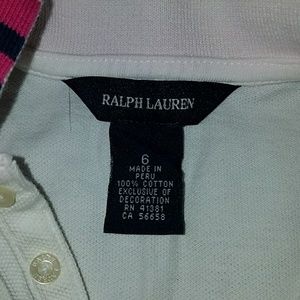 RALPH LAUREN
6
MADE IN
PERU
100% COTTON
EXCLUSIVE OF
DECORATION
RN 41381
CA 56658